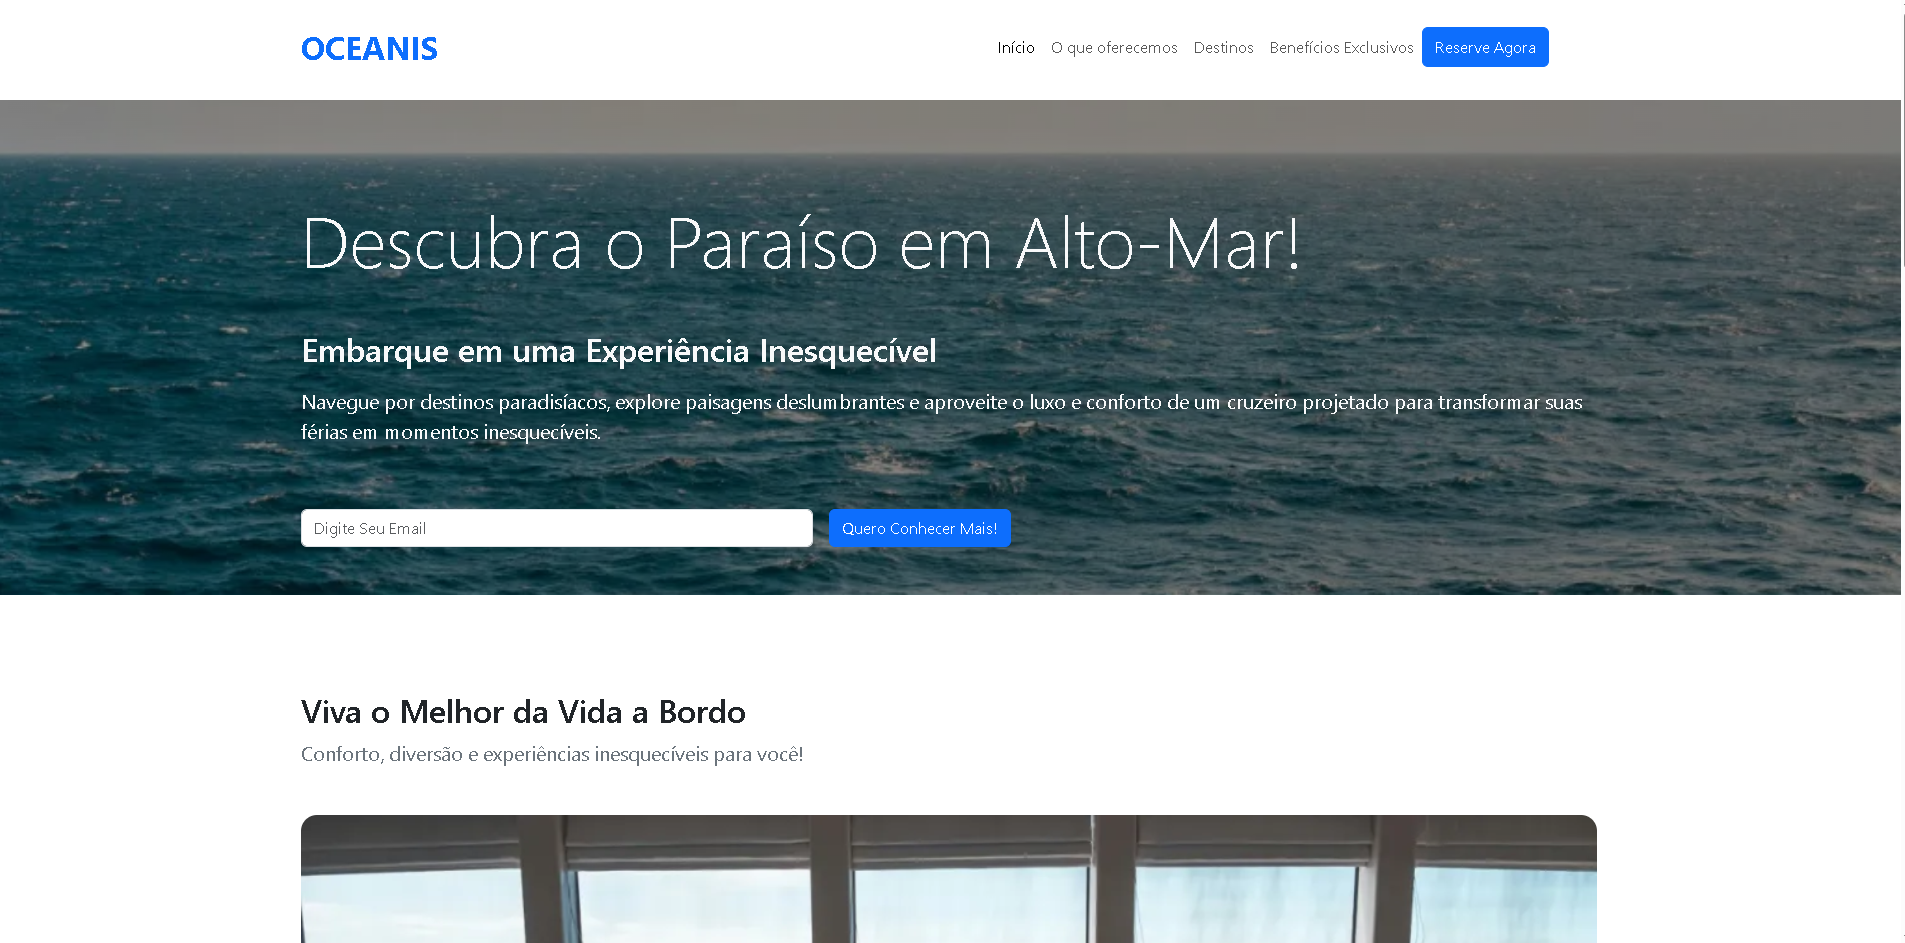 OCEANIS
Início O que oferecemos Destinos Benefícios Exclusivos Reserve Agora
Descubra o Paraíso em Alto-Mar!
Embarque em uma Experiência Inesquecível
Navegue por destinos paradisíacos, explore paisagens deslumbrantes e aproveite o luxo e conforto de um cruzeiro projetado para transformar suas
férias em momentos inesquecíveis.
Digite Seu Email Quero Conhecer Mais!
Viva o Melhor da Vida a Bordo
Conforto, diversão e experiências inesquecíveis para você!